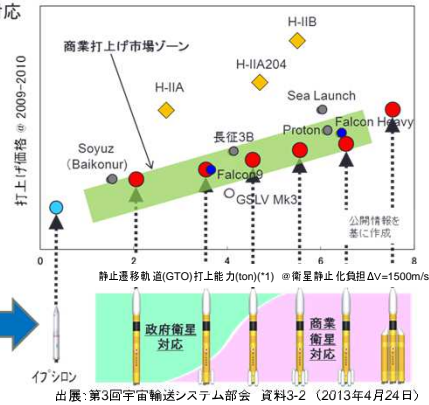 応
H-IIB
商業打上げ市場ゾーン
H-IIA204
H-IIA
Sea Launch
打上げ価格 @ 2009-2010
Soyuz
(Baikonur)
長征3B
Proton
Falcon Heavy
Falcon9
GSLV Mk3
公開情報を
基に作成
0 2 4 6 8
静止遷移軌道(GTO)打上能力(ton)(*1) @衛星静止化負担ΔV=1500m/s
政府衛星
対応
商業
衛星
対応
イプシロン
出展:第3回宇宙輸送システム部会 資料3-2 (2013年4月24日)